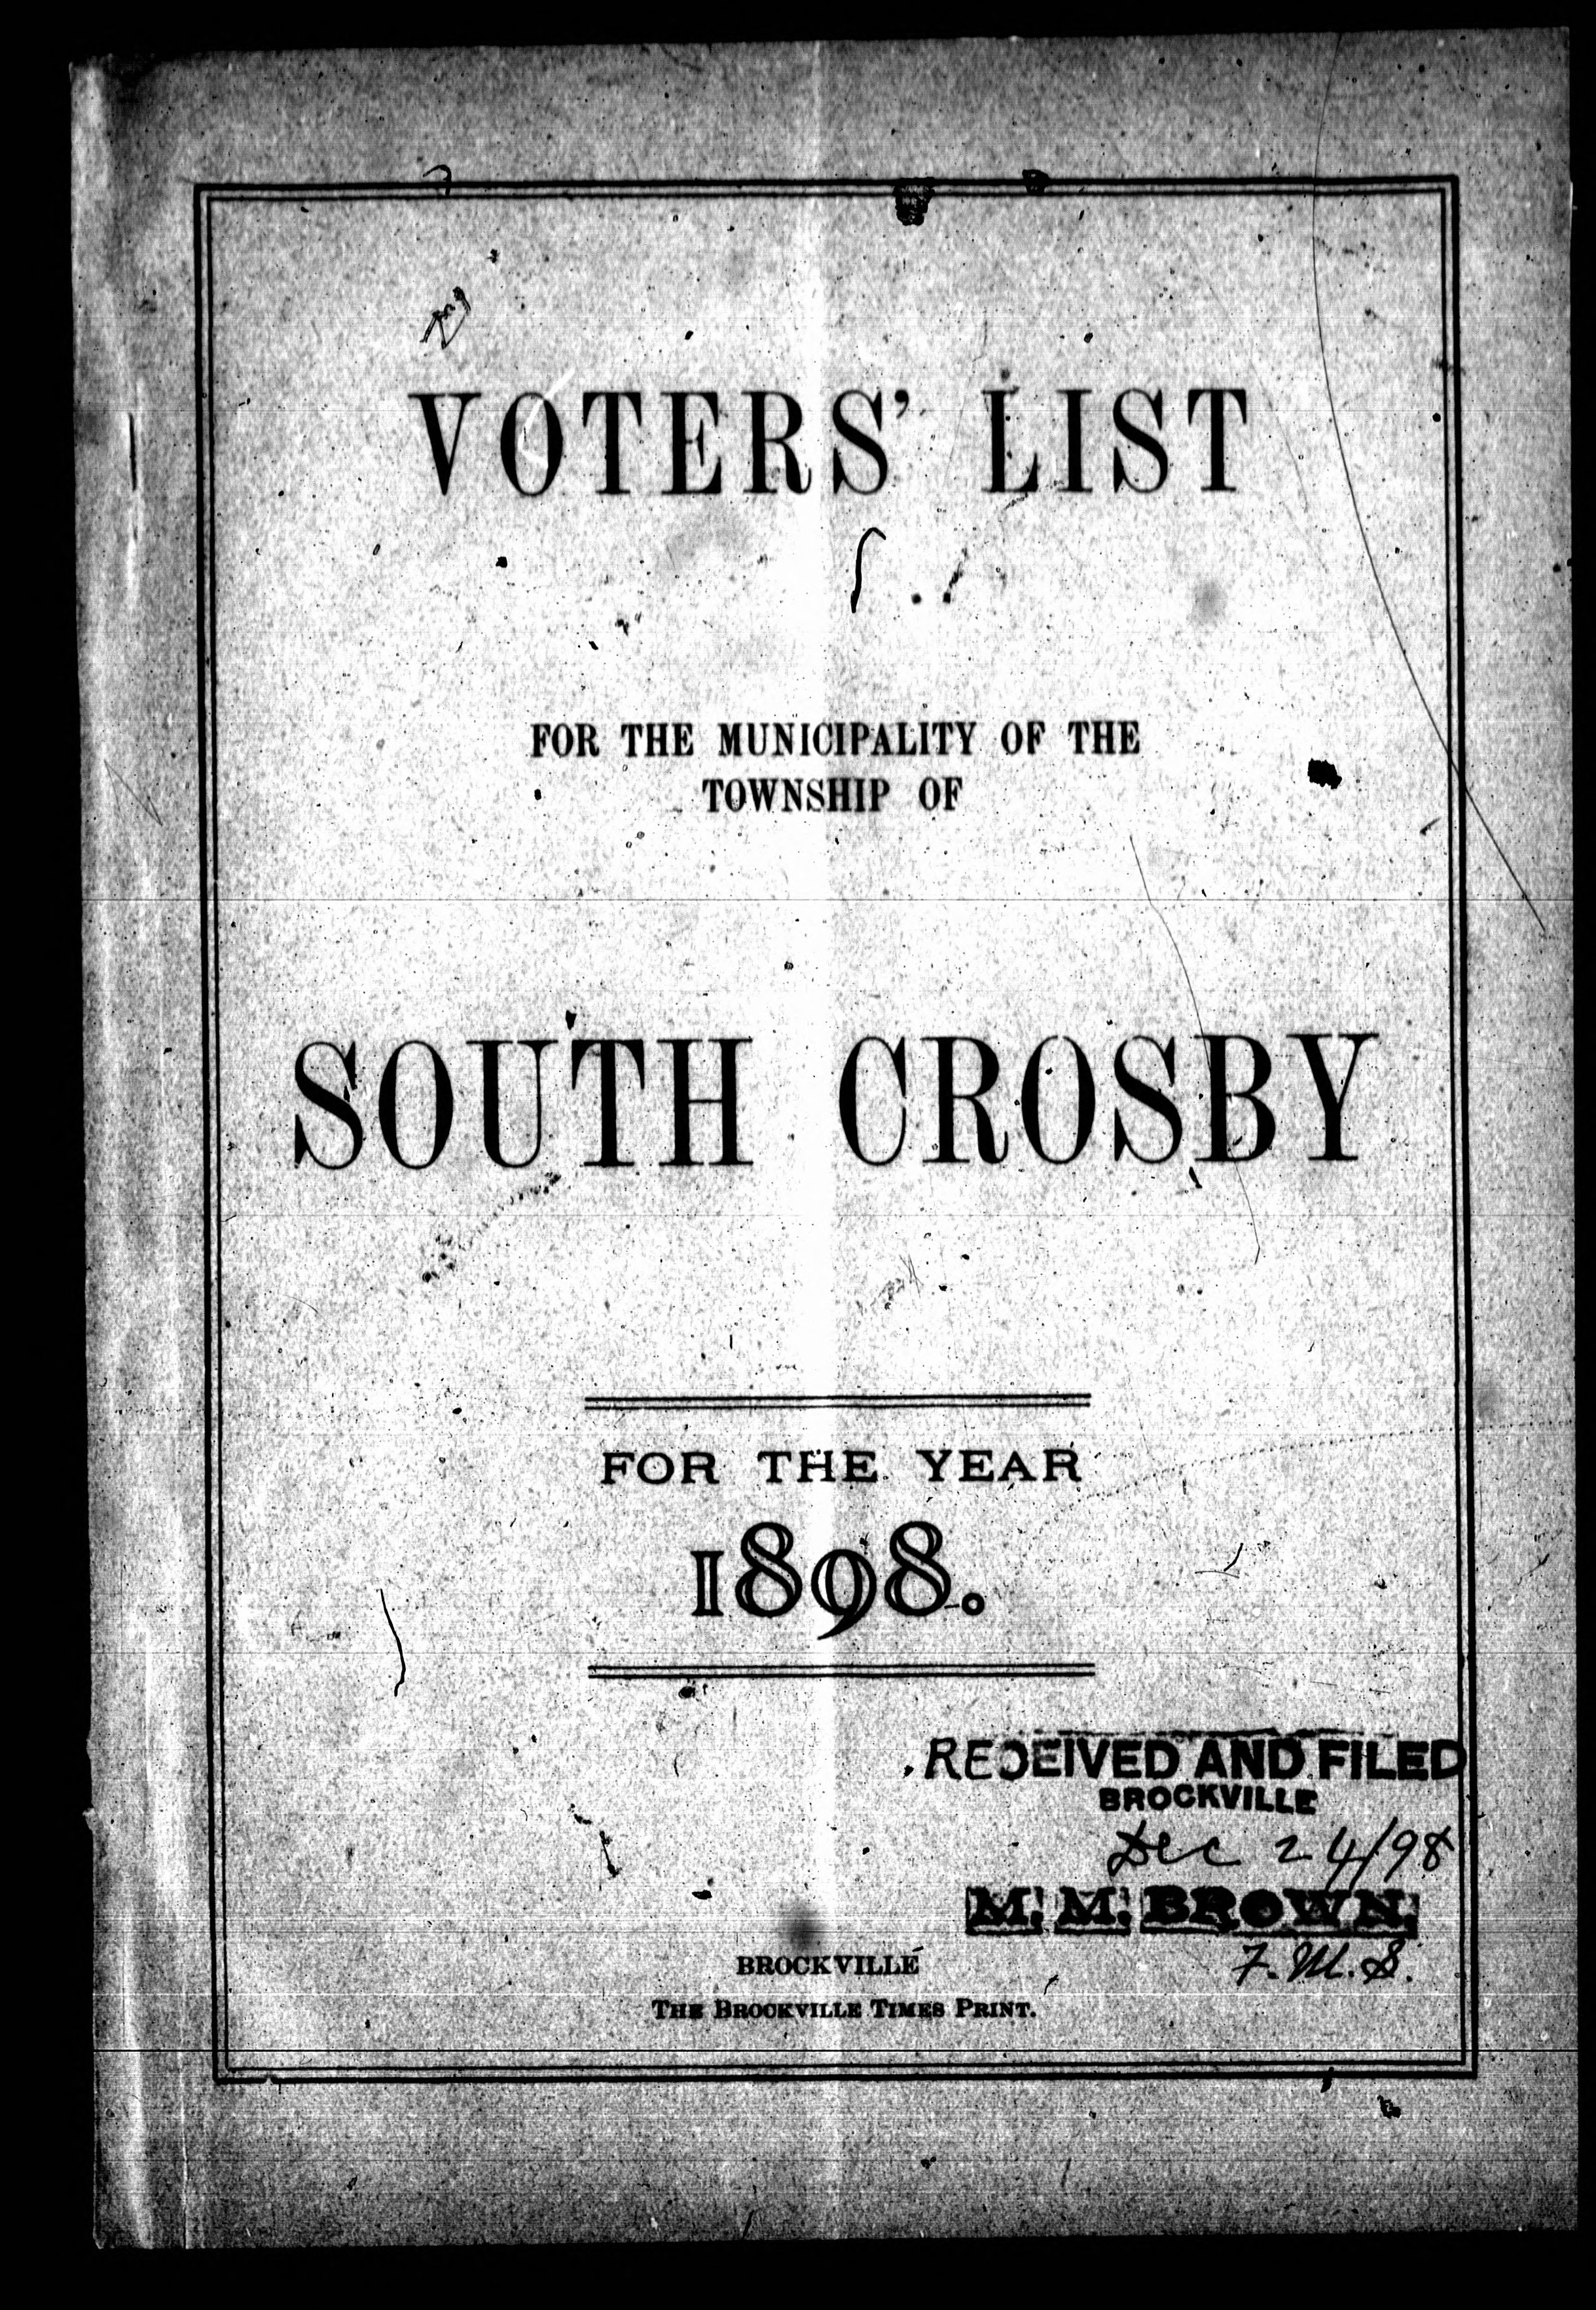 VOTERS' LIST
FOR THE MUNICIPALITY OF THE
TOWNSHIP OF
SOUTH CROSBY
FOR THE YEAR
1898.
RECEIVED AND FILED
BROCKVILLE
Dec 24/98
M. M. BROWN,
F. M. S.
BROCKVILLE
THE BROCKVILLE TIMES PRINT.